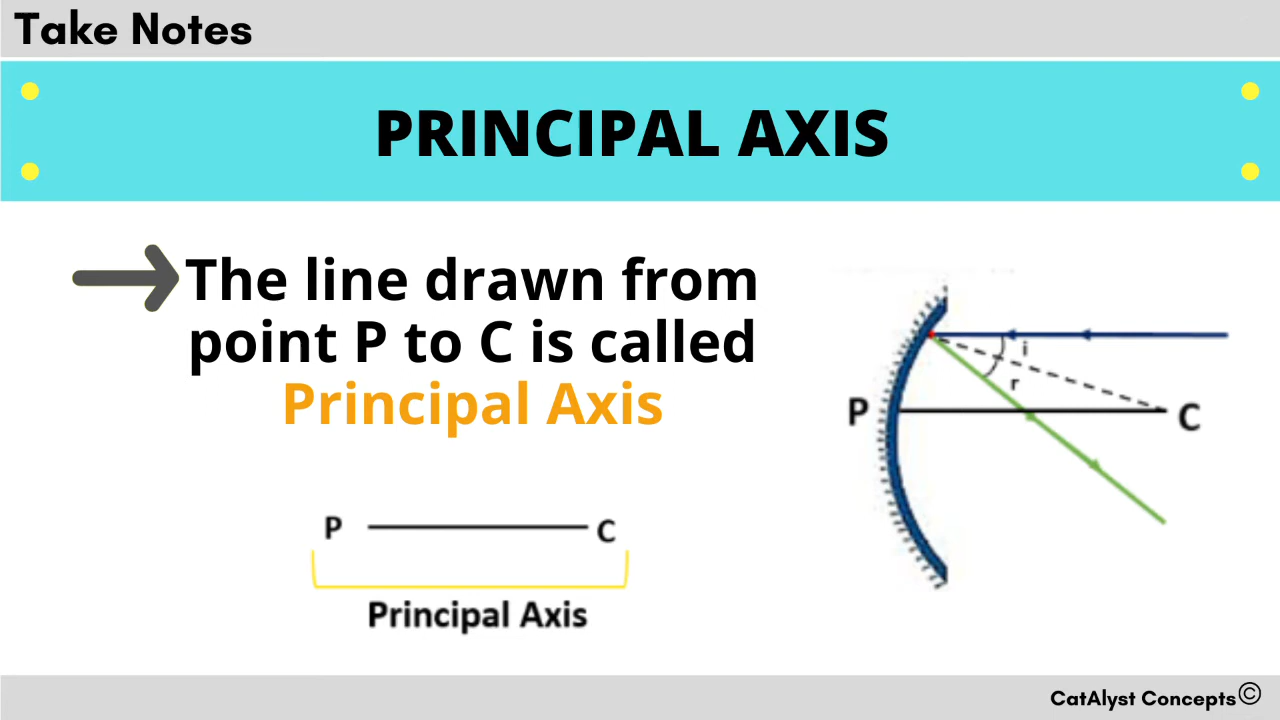 Take Notes
PRINCIPAL AXIS
The line drawn from
point P to C is called
Principal Axis
P C
Principal Axis
i
r
P C
CatAlyst Concepts©